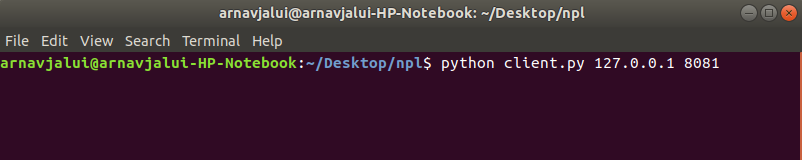 arnavjalui@arnavjalui-HP-Notebook: ~/Desktop/npl
File Edit View Search Terminal Help
arnavjalui@arnavjalui-HP-Notebook:~/Desktop/npl$ python client.py 127.0.0.1 8081